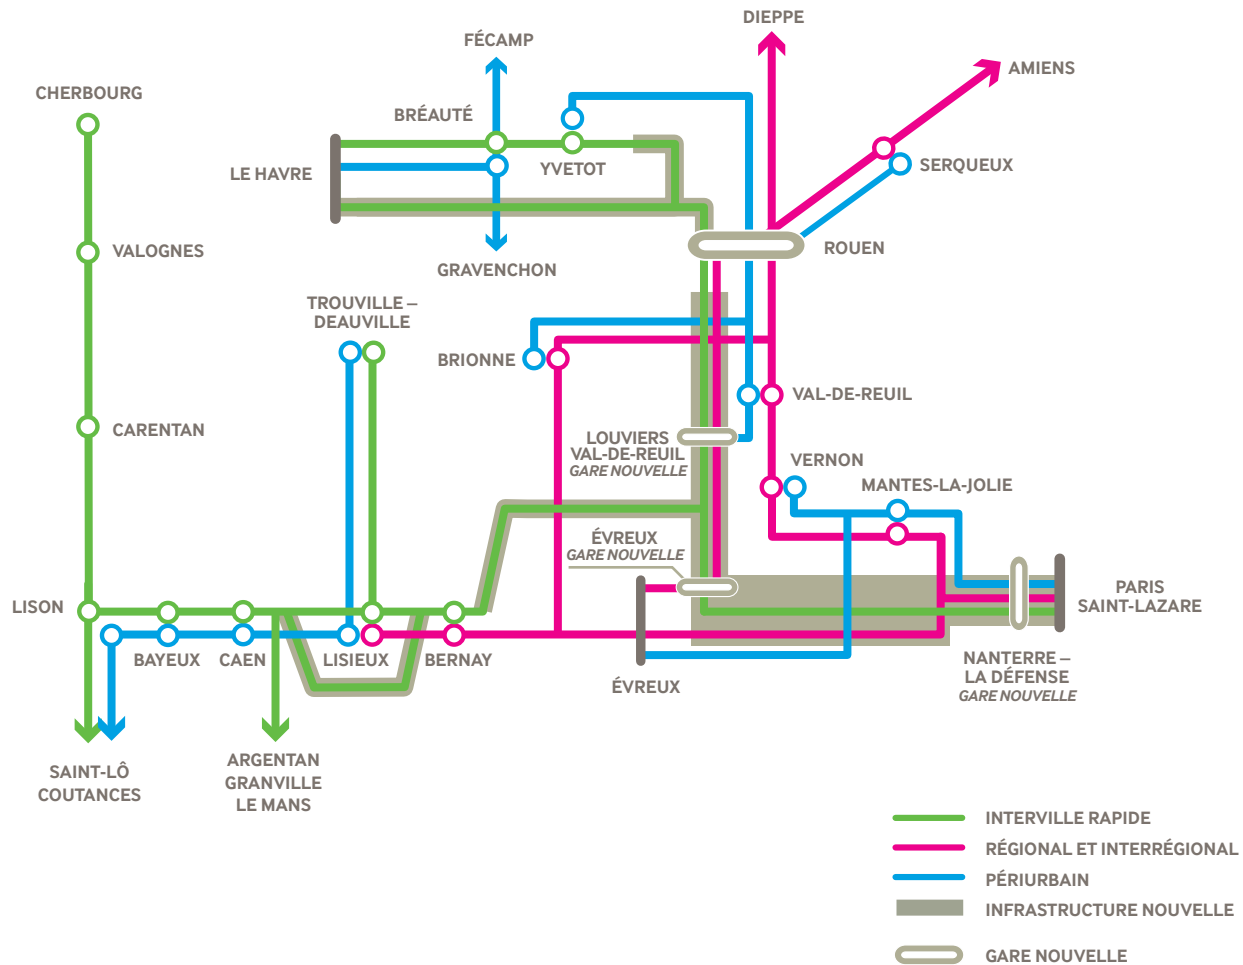 DIEPPE
FÉCAMP
AMIENS
CHERBOURG
BRÉAUTÉ
YVETOT
LE HAVRE
SERQUEUX
VALOGNES
ROUEN
GRAVENCHON
TROUVILLE –
DEAUVILLE
BRIONNE
VAL-DE-REUIL
CARENTAN
LOUVIERS
VAL-DE-REUIL
GARE NOUVELLE
VERNON
MANTES-LA-JOLIE
ÉVREUX
GARE NOUVELLE
LISON
PARIS
SAINT-LAZARE
BAYEUX
CAEN
LISIEUX
BERNAY
ÉVREUX
NANTERRE –
LA DÉFENSE
GARE NOUVELLE
SAINT-LÔ
COUTANCES
ARGENTAN
GRANVILLE
LE MANS
INTERVILLE RAPIDE
RÉGIONAL ET INTERRÉGIONAL
PÉRIURBAIN
INFRASTRUCTURE NOUVELLE
GARE NOUVELLE